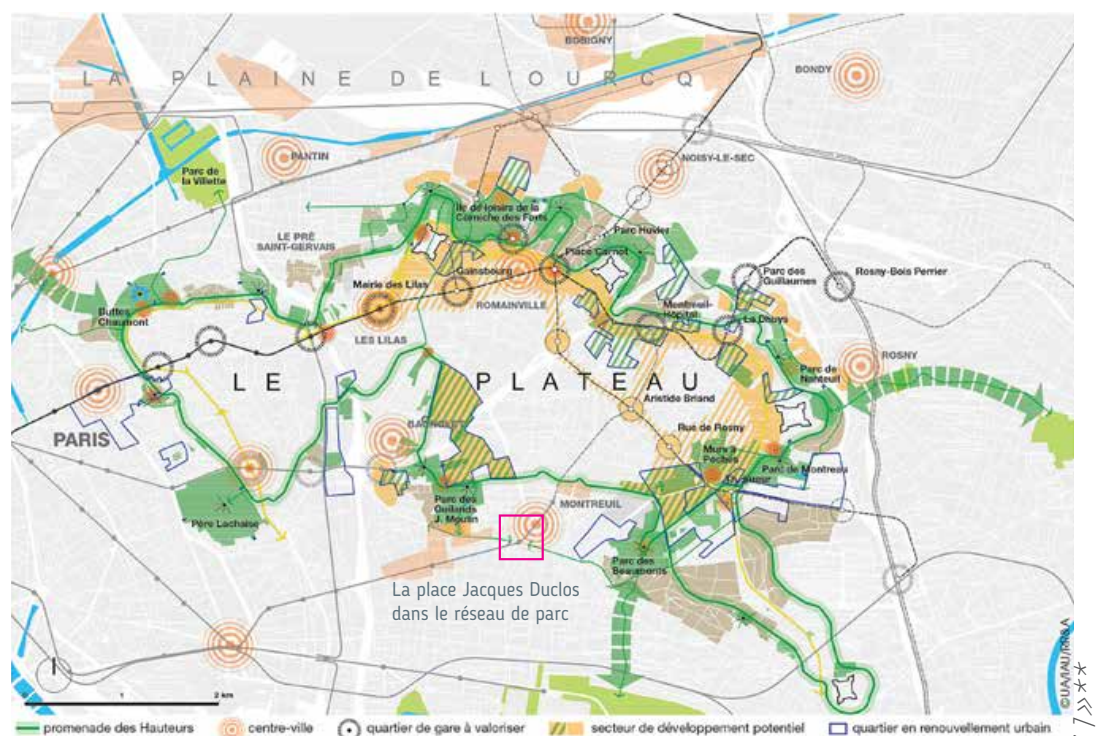 BOBIGNY
BONDY
LA PLAINE DE L'OURCQ
PANTIN
NOISY-LE-SEC
Parc de
la Villette
Ile de loisirs de la
Corniche des Forts
LE PRÉ
SAINT-GERVAIS
Parc Huvier
Place Carnot
Gainsbourg
Mairie des Lilas
Parc des
Guillaumes
Rosny-Bois Perrier
ROMAINVILLE
Montreuil-
Hôpital
La Dhuys
Buttes
Chaumont
LES LILAS
ROSNY
LE PLATEAU
Parc de
Nanteuil
Aristide Briand
PARIS
BAGNOLET
Rue de Rosny
Murs à
Pêches
Parc de Montreau
Père Lachaise
Parc des
Guilands
J. Moulin
MONTREUIL
Parc des
Beaumonts
La place Jacques Duclos
dans le réseau de parc
1
2 km
promenade des Hauteurs
centre-ville
quartier de gare à valoriser
secteur de développement potentiel
quartier en renouvellement urbain